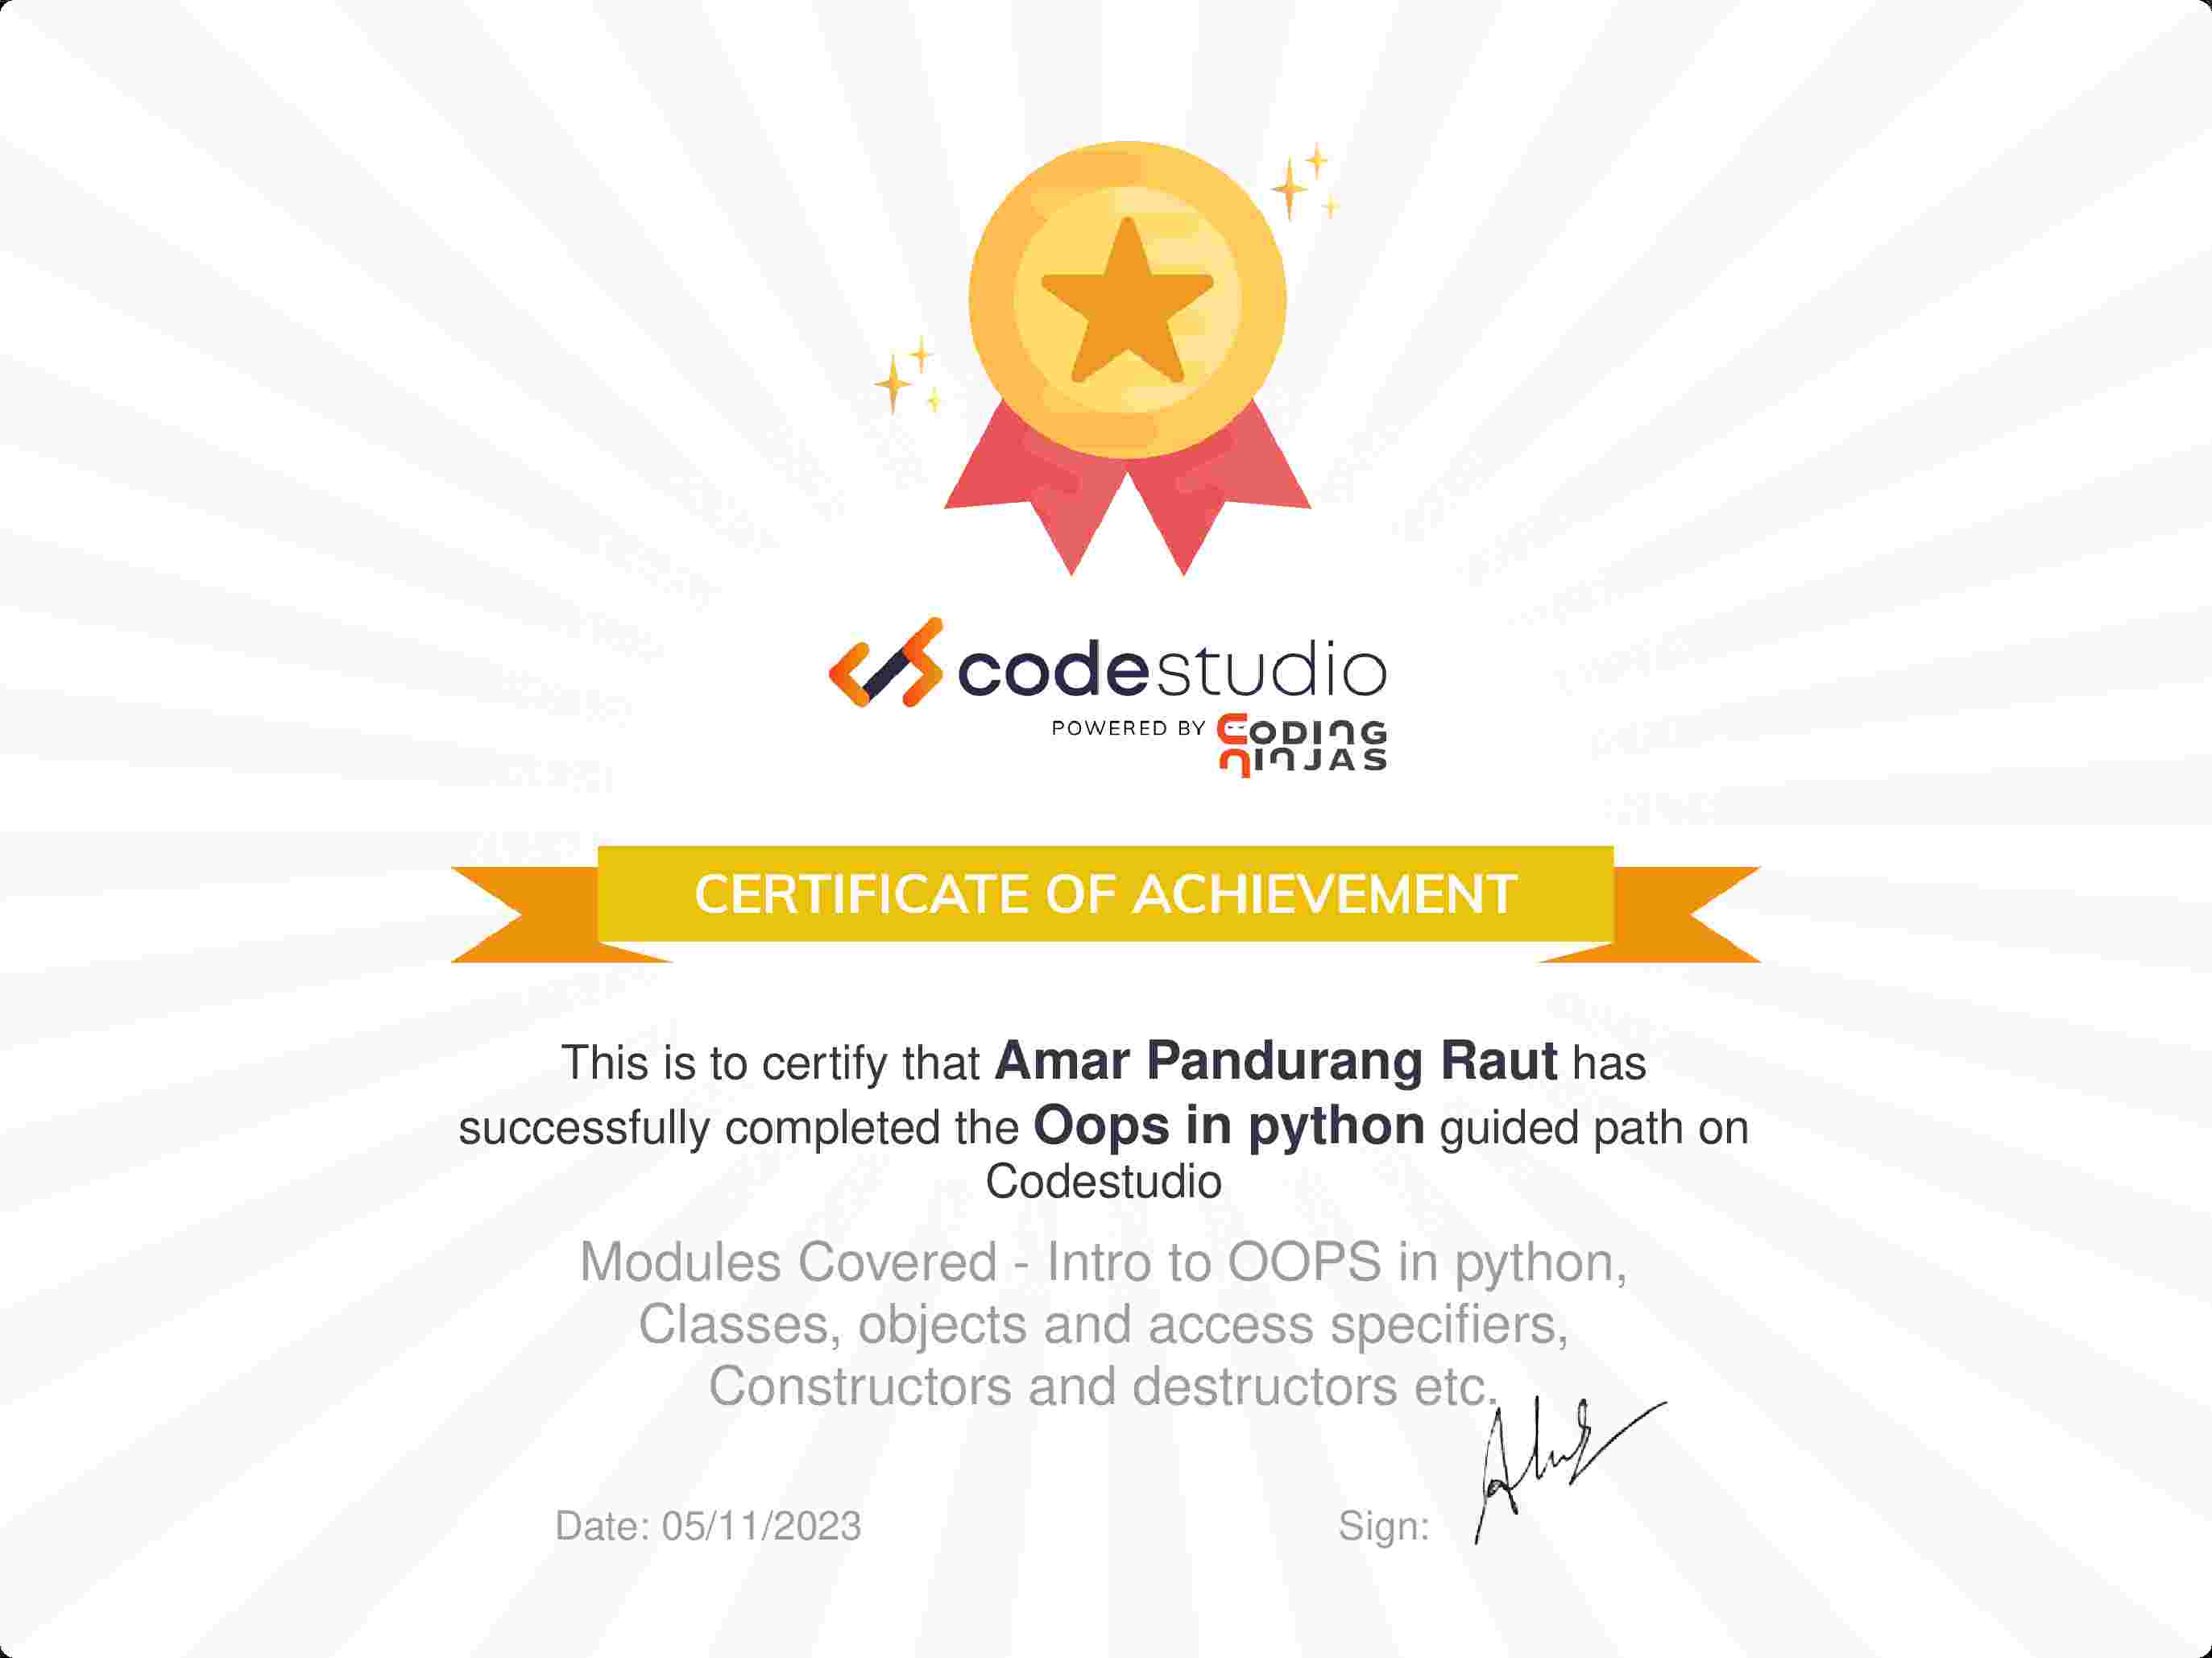 codestudio
POWERED BY CODING NINJAS
CERTIFICATE OF ACHIEVEMENT
This is to certify that Amar Pandurang Raut has
successfully completed the Oops in python guided path on
Codestudio
Modules Covered - Intro to OOPS in python,
Classes, objects and access specifiers,
Constructors and destructors etc.
Date: 05/11/2023
Sign: